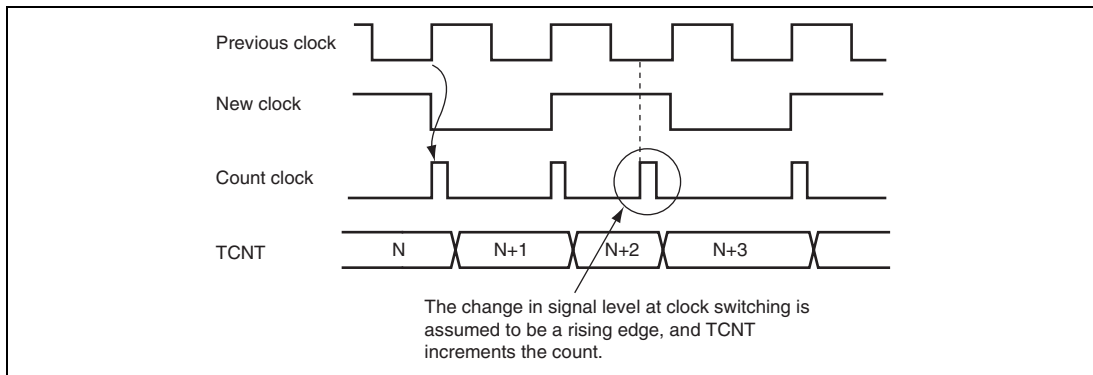 Previous clock
New clock
Count clock
TCNT
N
N+1
N+2
N+3
The change in signal level at clock switching is
assumed to be a rising edge, and TCNT
increments the count.